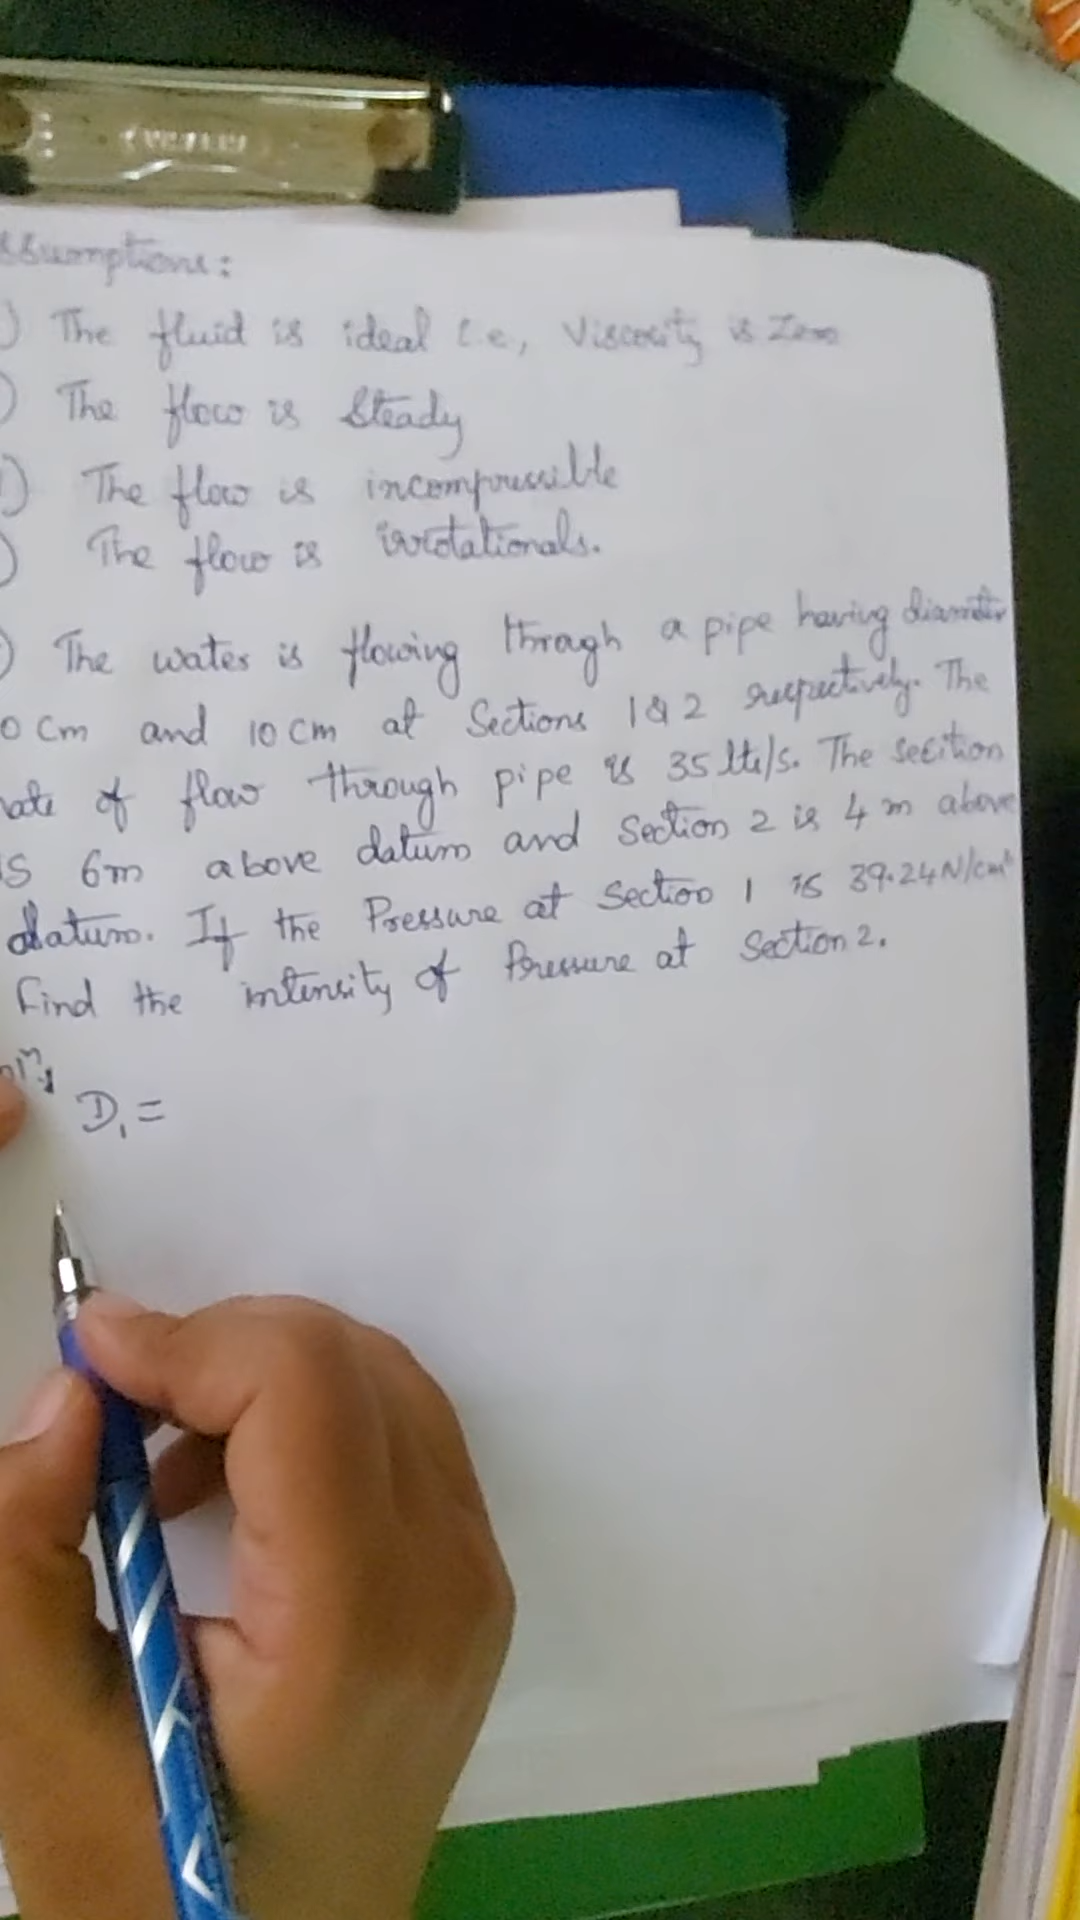 ssumptions:
) The fluid is ideal i.e, Viscosity is Zero
) The flow is Steady
) The flow is incompressible
) The flow is irrotationals.
) The water is flowing thragh a pipe having diameter
0 cm and 10 cm at Sections 1 & 2 respectively. The
rate of flow through pipe is 35 lts/s. The section
is 6m above datum and Section 2 is 4 m above
datum. If the Pressure at Section 1 is 39.24 N/cm²
Find the intensity of Pressure at Section 2.
D₁ =